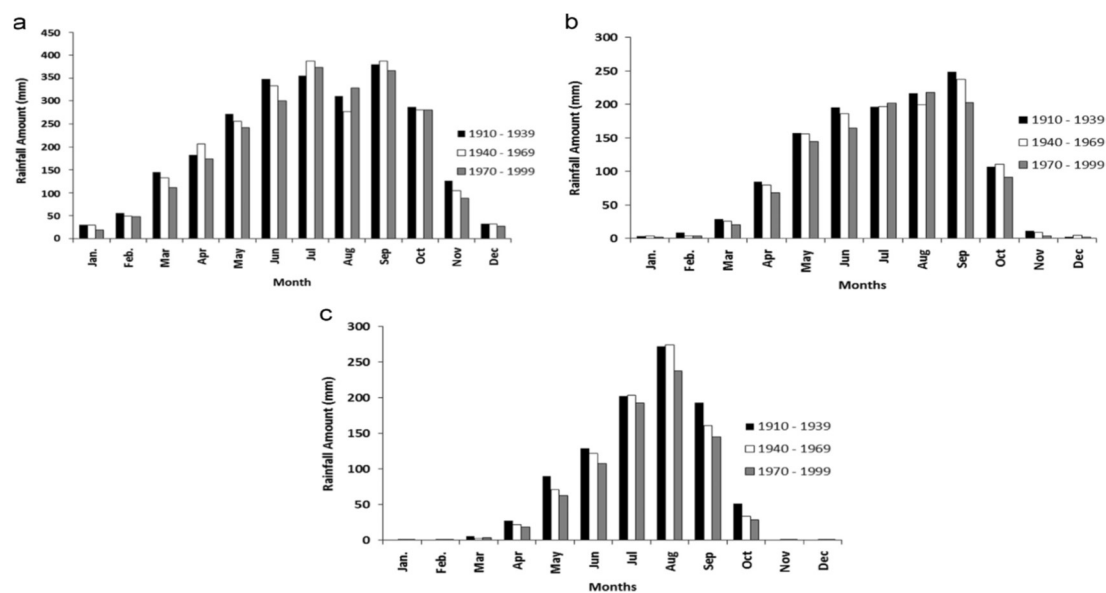 a
Rainfall Amount (mm)
450
400
350
300
250
200
150
100
50
0
Jan.
Feb.
Mar
Apr
May
Jun
Jul
Aug
Sep
Oct
Nov
Dec
Month
1910 - 1939
1940 - 1969
1970 - 1999
b
Rainfall Amount (mm)
300
250
200
150
100
50
0
Jan.
Feb.
Mar
Apr
May
Jun
Jul
Aug
Sep
Oct
Nov
Dec
Months
1910 - 1939
1940 - 1969
1970 - 1999
c
Rainfall Amount (mm)
300
250
200
150
100
50
0
Jan.
Feb.
Mar
Apr
May
Jun
Jul
Aug
Sep
Oct
Nov
Dec
Months
1910 - 1939
1940 - 1969
1970 - 1999